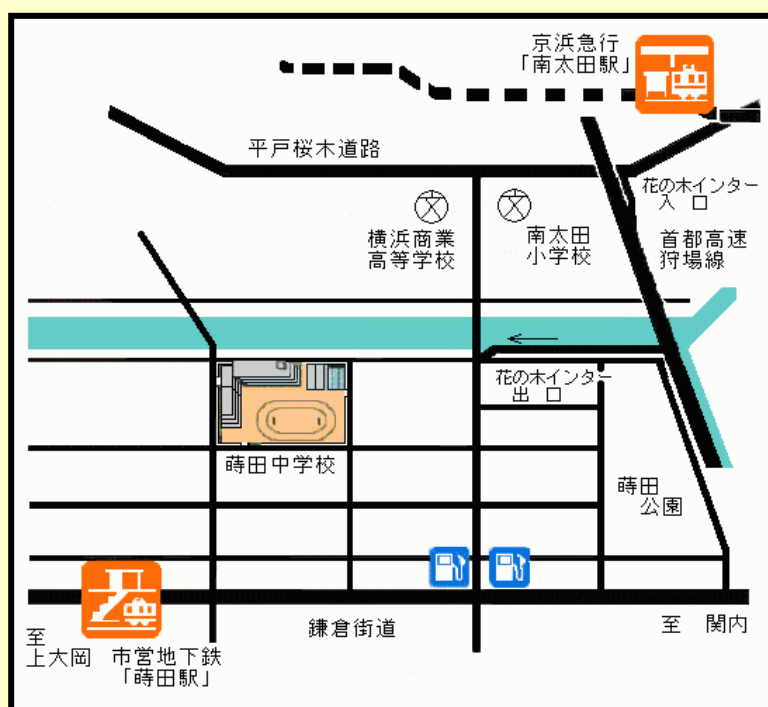 京浜急行
「南太田駅」
平戸桜木道路
花の木インター
入口
文
文
横浜商業
高等学校
南太田
小学校
首都高速
狩場線
花の木インター
出口
蒔田中学校
蒔田
公園
鎌倉街道
至 関内
至
上大岡
市営地下鉄
「蒔田駅」